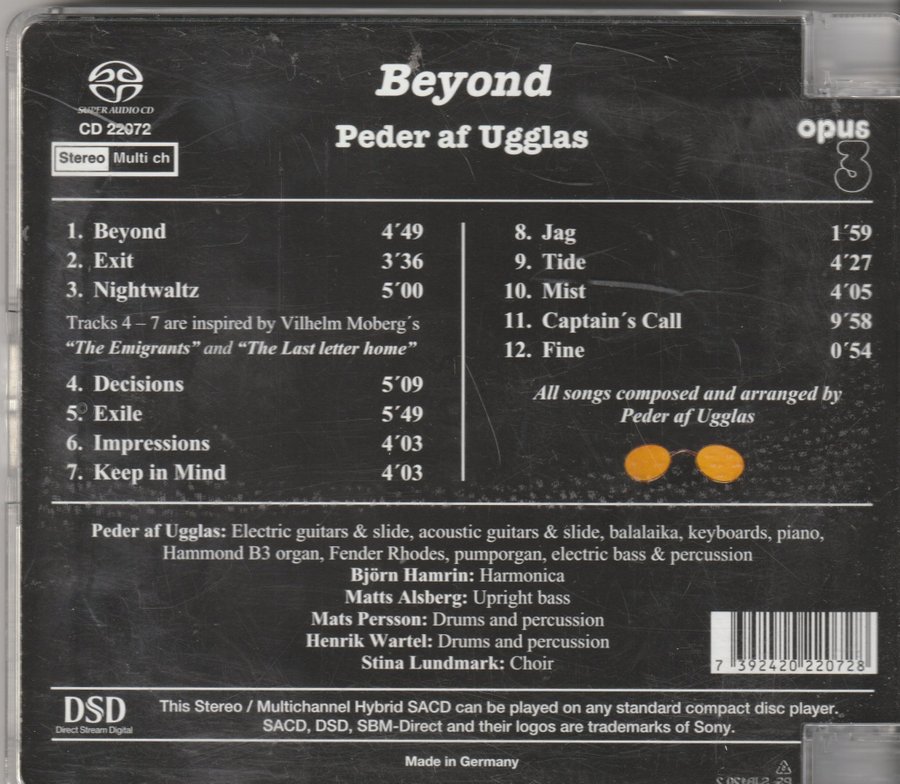 Beyond
Peder af Ugglas
SUPER AUDIO CD
CD 22072
Stereo Multi ch
opus
3
1. Beyond 4´49
2. Exit 3´36
3. Nightwaltz 5´00
Tracks 4 – 7 are inspired by Vilhelm Moberg´s
“The Emigrants” and “The Last letter home”
4. Decisions 5´09
5. Exile 5´49
6. Impressions 4´03
7. Keep in Mind 4´03
8. Jag 1´59
9. Tide 4´27
10. Mist 4´05
11. Captain´s Call 9´58
12. Fine 0´54
All songs composed and arranged by
Peder af Ugglas
Peder af Ugglas: Electric guitars & slide, acoustic guitars & slide, balalaika, keyboards, piano,
Hammond B3 organ, Fender Rhodes, pumporgan, electric bass & percussion
Björn Hamrin: Harmonica
Matts Alsberg: Upright bass
Mats Persson: Drums and percussion
Henrik Wartel: Drums and percussion
Stina Lundmark: Choir
7 392420 220728
DSD
Direct Stream Digital
This Stereo / Multichannel Hybrid SACD can be played on any standard compact disc player.
SACD, DSD, SBM-Direct and their logos are trademarks of Sony.
Made in Germany